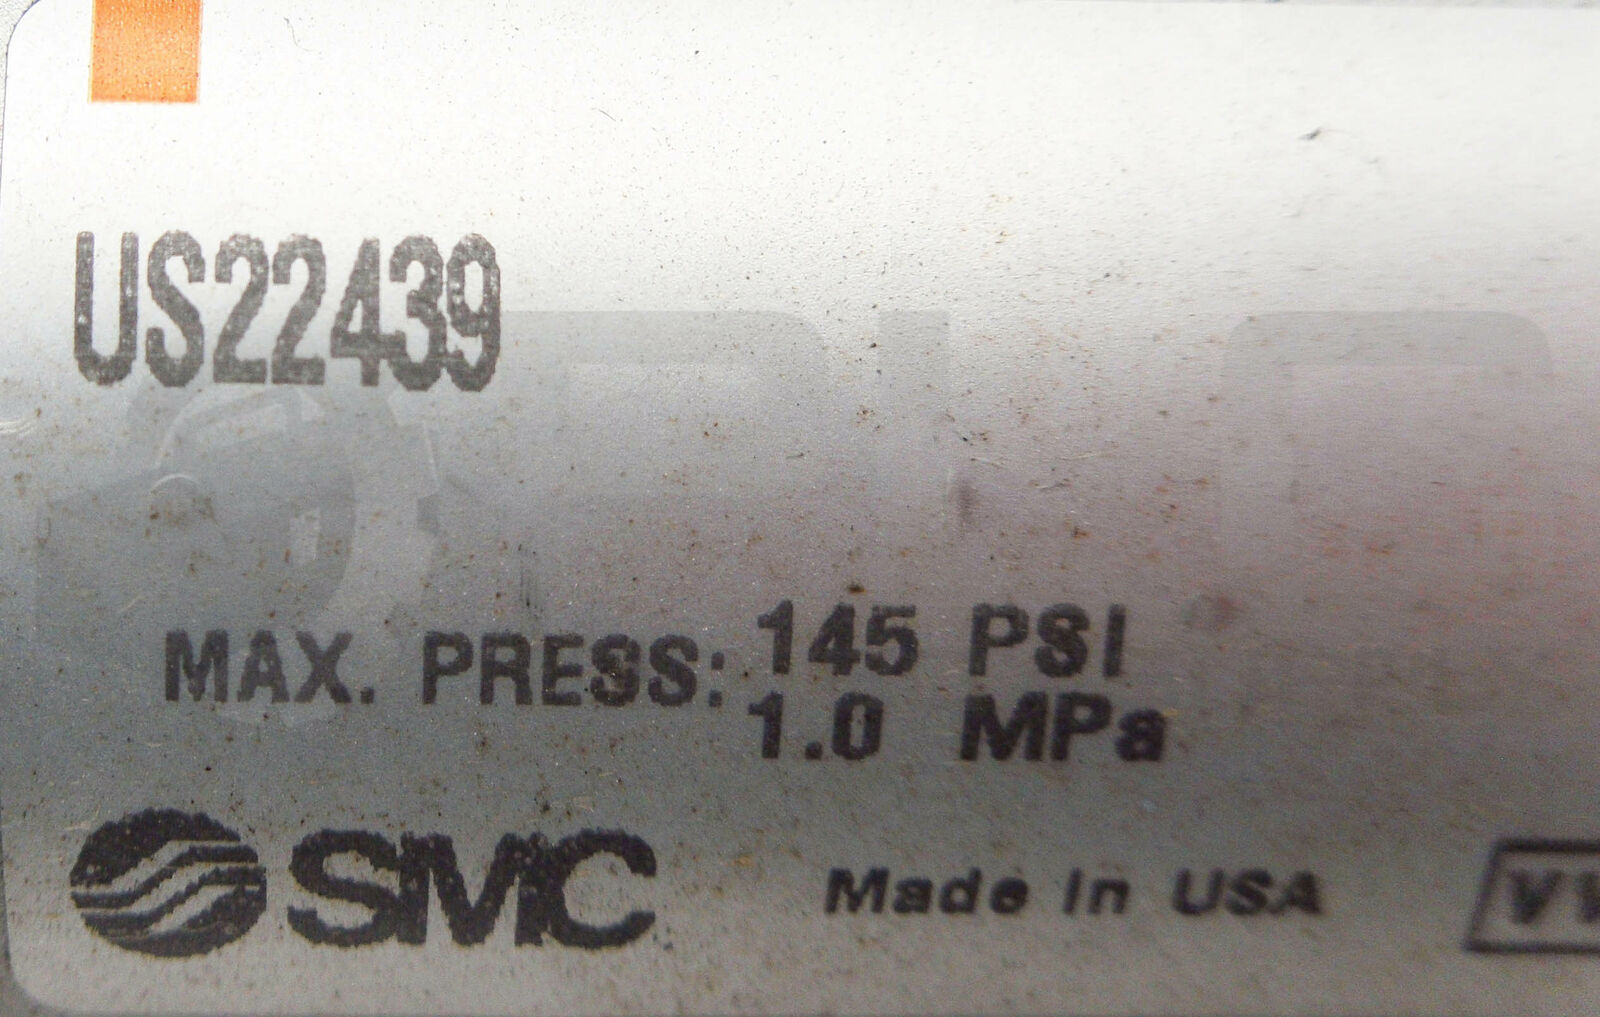 US22439
MAX. PRESS: 145 PSI
1.0 MPa
SMC
Made in USA